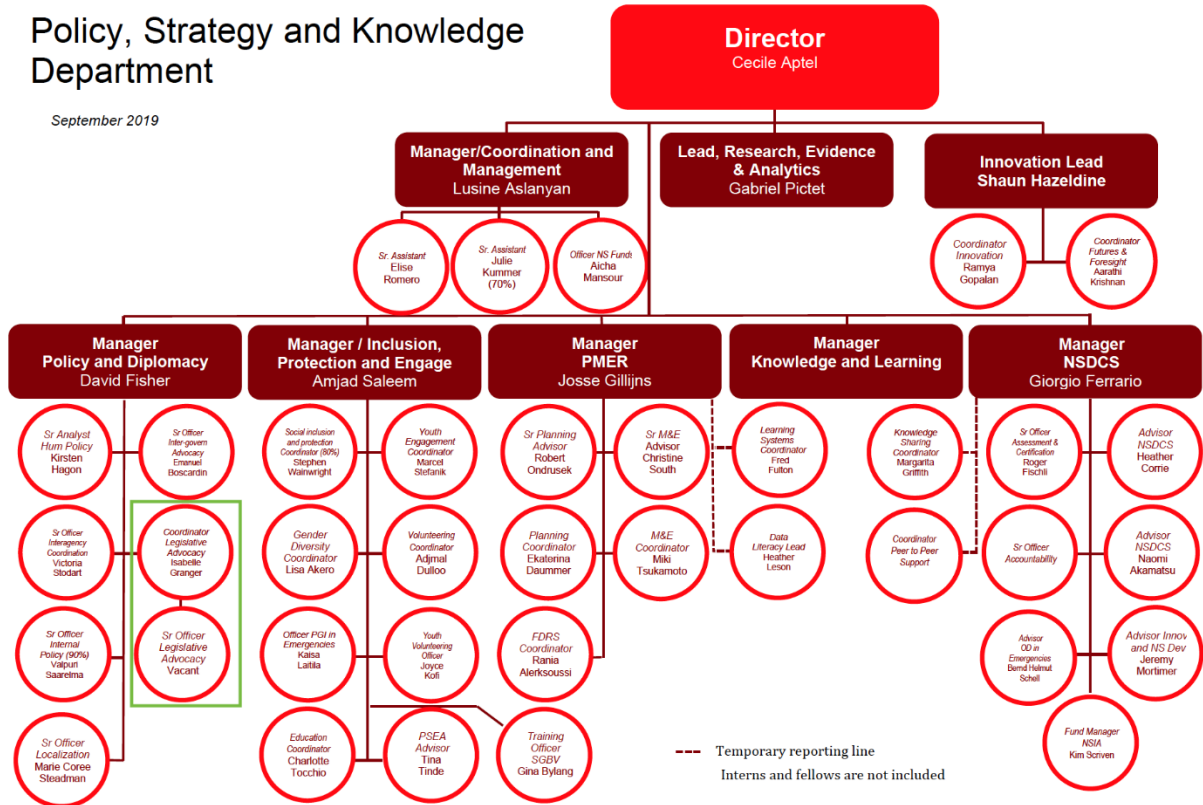 Policy, Strategy and Knowledge
Department
September 2019
Director
Cecile Aptel
Manager/Coordination and
Management
Lusine Aslanyan
Lead, Research, Evidence
& Analytics
Gabriel Pictet
Innovation Lead
Shaun Hazeldine
Sr. Assistant
Elise
Romero
Sr. Assistant
Julie
Kummer
(70%)
Officer NS Funds
Aicha
Mansour
Coordinator
Innovation
Ramya
Gopalan
Coordinator
Futures &
Foresight
Aarathi
Krishnan
Manager
Policy and Diplomacy
David Fisher
Manager / Inclusion,
Protection and Engage
Amjad Saleem
Manager
PMER
Josse Gillijns
Manager
Knowledge and Learning
Manager
NSDCS
Giorgio Ferrario
Sr Analyst
Hum Policy
Kirsten
Hagon
Sr Officer
Inter-govern
Advocacy
Emanuel
Boscardin
Social inclusion
and protection
Coordinator (80%)
Stephen
Wainwright
Youth
Engagement
Coordinator
Marcel
Stefanik
Sr Planning
Advisor
Robert
Ondrusek
Sr M&E
Advisor
Christine
South
Learning
Systems
Coordinator
Fred
Fulton
Knowledge
Sharing
Coordinator
Margarita
Griffith
Sr Officer
Assessment &
Certification
Roger
Fischli
Advisor
NSDCS
Heather
Corrie
Sr Officer
Interagency
Coordination
Victoria
Stodart
Coordinator
Legislative
Advocacy
Isabelle
Granger
Gender
Diversity
Coordinator
Lisa Akero
Volunteering
Coordinator
Adjmal
Dulloo
Planning
Coordinator
Ekaterina
Daummer
M&E
Coordinator
Miki
Tsukamoto
Data
Literacy Lead
Heather
Leson
Coordinator
Peer to Peer
Support
Sr Officer
Accountability
Advisor
NSDCS
Naomi
Akamatsu
Sr Officer
Internal
Policy (90%)
Valpuri
Saarelma
Sr Officer
Legislative
Advocacy
Vacant
Officer PGI in
Emergencies
Kaisa
Laitila
Youth
Volunteering
Officer
Joyce
Kofi
FDRS
Coordinator
Rania
Alerksoussi
Advisor
OD in
Emergencies
Bernd Helmut
Schell
Advisor Innov
and NS Dev
Jeremy
Mortimer
Sr Officer
Localization
Marie Coree
Steadman
Education
Coordinator
Charlotte
Tocchio
PSEA
Advisor
Tina
Tinde
Training
Officer
SGBV
Gina Bylang
Fund Manager
NSIA
Kim Scriven
Temporary reporting line
Interns and fellows are not included